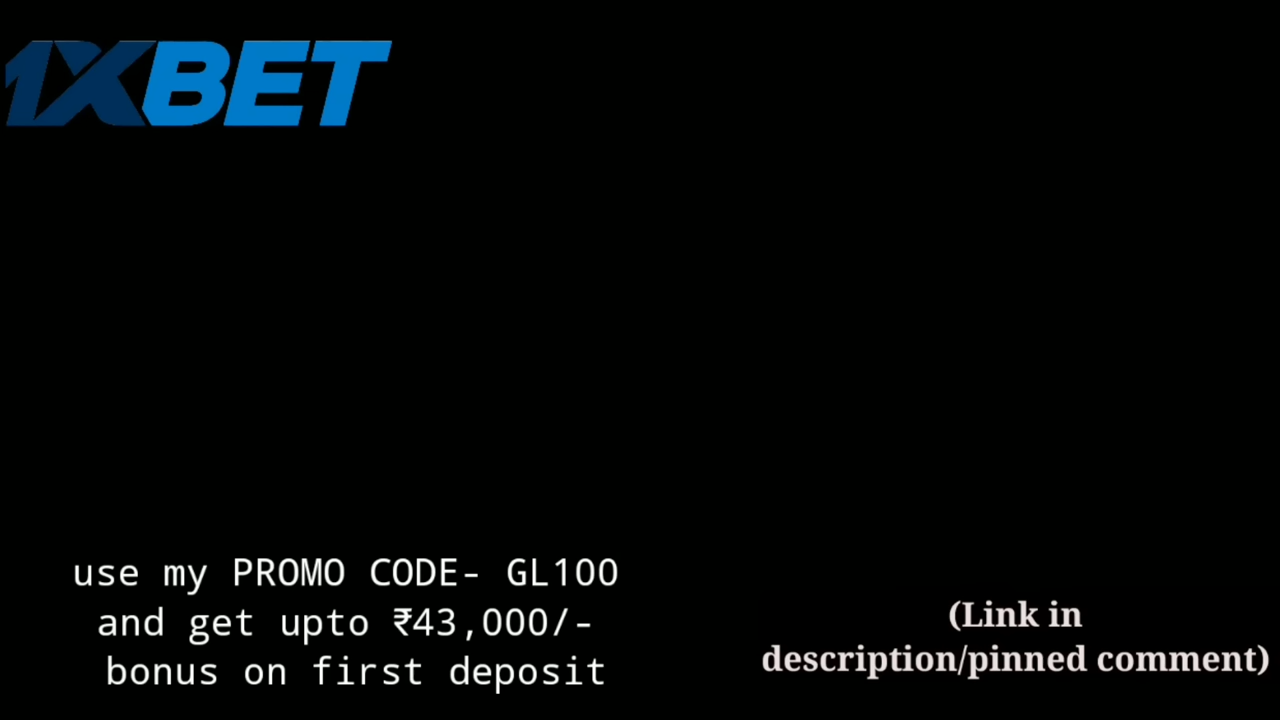 1XBET
use my PROMO CODE- GL100
and get upto ₹43,000/-
bonus on first deposit
(Link in
description/pinned comment)